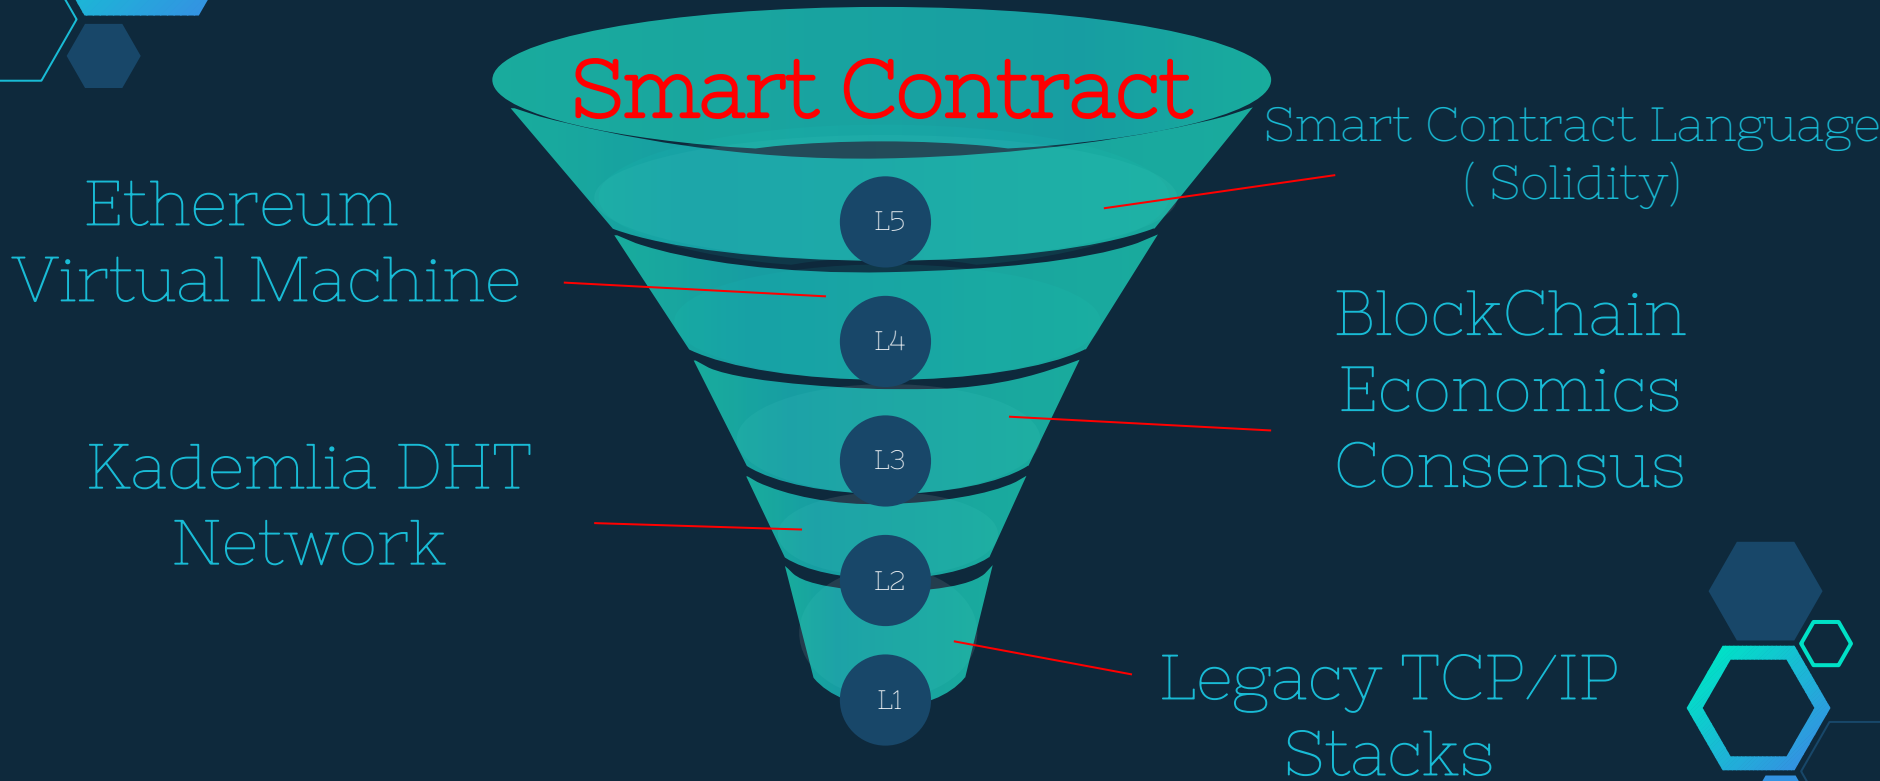 Smart Contract
Smart Contract Language
( Solidity)
Ethereum
Virtual Machine
L5
L4
BlockChain
Economics
Consensus
L3
Kademlia DHT
Network
L2
Legacy TCP/IP
Stacks
L1